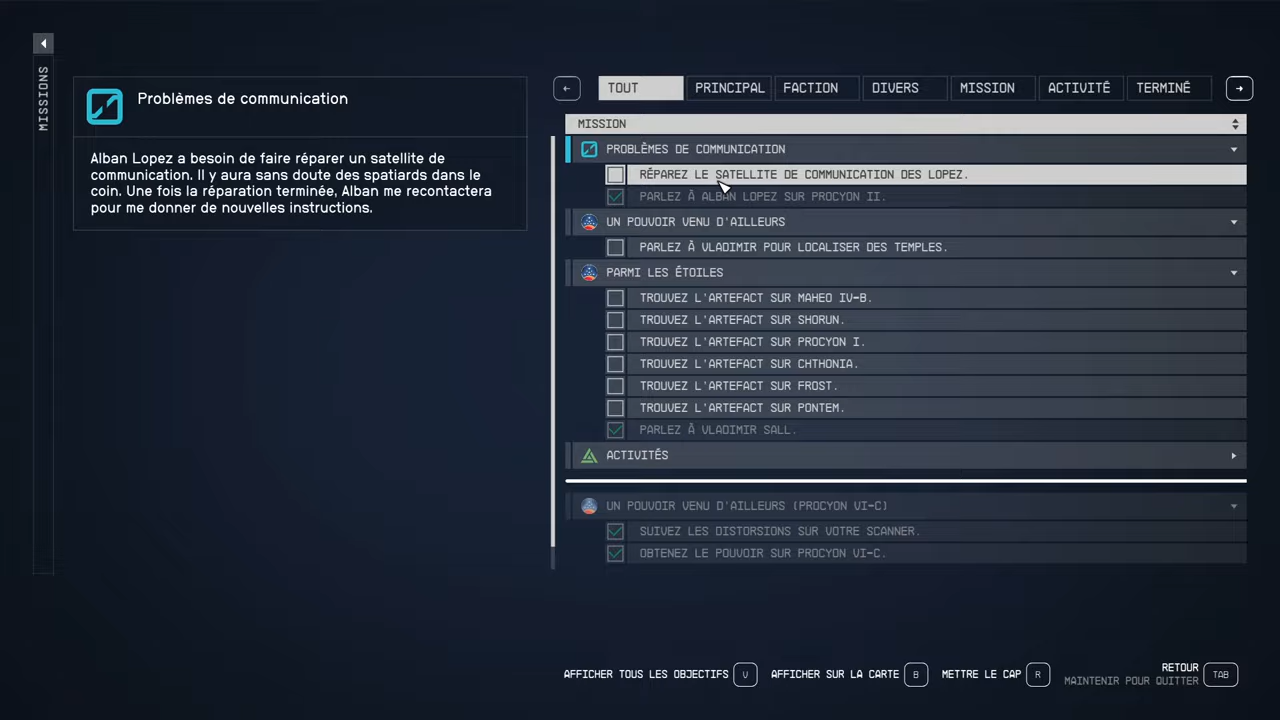 MISSIONS
Problèmes de communication
Alban Lopez a besoin de faire réparer un satellite de
communication. Il y aura sans doute des spatiards dans le
coin. Une fois la réparation terminée, Alban me recontactera
pour me donner de nouvelles instructions.
TOUT PRINCIPAL FACTION DIVERS MISSION ACTIVITÉ TERMINÉ
MISSION
PROBLÈMES DE COMMUNICATION
RÉPAREZ LE SATELLITE DE COMMUNICATION DES LOPEZ.
PARLEZ À ALBAN LOPEZ SUR PROCYON II.
UN POUVOIR VENU D'AILLEURS
PARLEZ À VLADIMIR POUR LOCALISER DES TEMPLES.
PARMI LES ÉTOILES
TROUVEZ L'ARTEFACT SUR MAHEO IV-B.
TROUVEZ L'ARTEFACT SUR SHORUN.
TROUVEZ L'ARTEFACT SUR PROCYON I.
TROUVEZ L'ARTEFACT SUR CHTHONIA.
TROUVEZ L'ARTEFACT SUR FROST.
TROUVEZ L'ARTEFACT SUR PONTEM.
PARLEZ À VLADIMIR SALL.
ACTIVITÉS
UN POUVOIR VENU D'AILLEURS (PROCYON VI-C)
SUIVEZ LES DISTORSIONS SUR VOTRE SCANNER.
OBTENEZ LE POUVOIR SUR PROCYON VI-C.
AFFICHER TOUS LES OBJECTIFS V AFFICHER SUR LA CARTE B METTRE LE CAP R RETOUR TAB
MAINTENIR POUR QUITTER